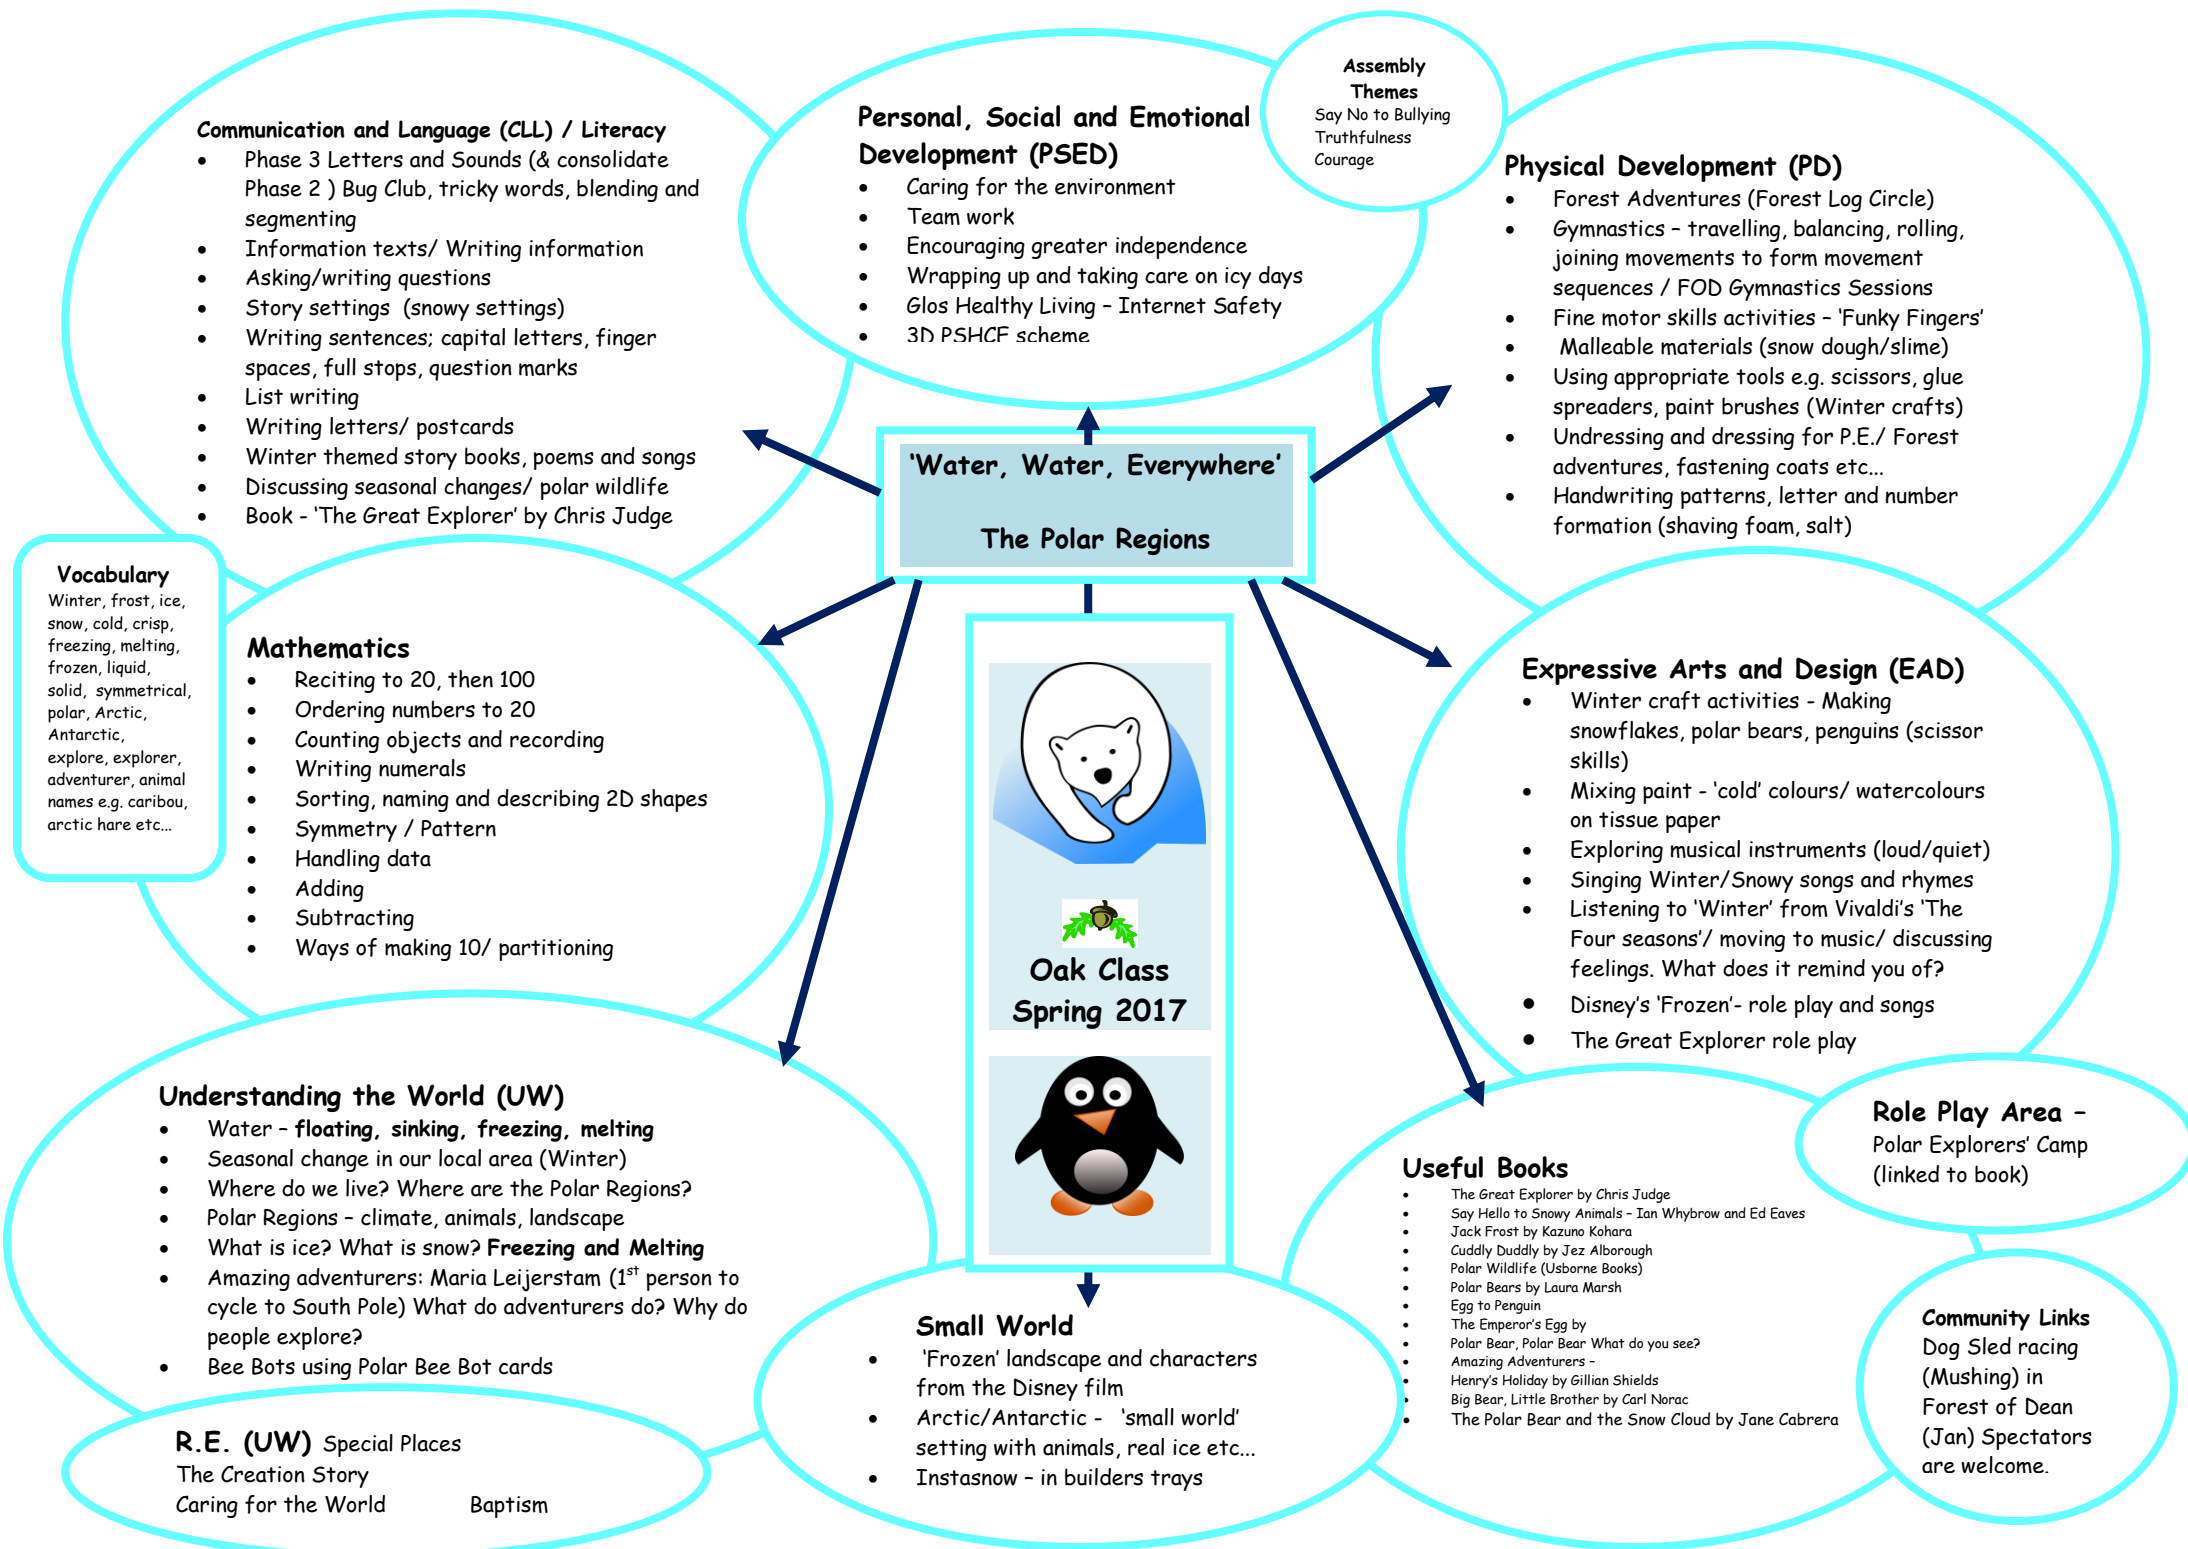 Communication and Language (CLL) / Literacy
• Phase 3 Letters and Sounds (& consolidate
Phase 2 ) Bug Club, tricky words, blending and
segmenting
• Information texts/ Writing information
• Asking/writing questions
• Story settings (snowy settings)
• Writing sentences; capital letters, finger
spaces, full stops, question marks
• List writing
• Writing letters/ postcards
• Winter themed story books, poems and songs
• Discussing seasonal changes/ polar wildlife
• Book - ‘The Great Explorer’ by Chris Judge
Personal, Social and Emotional
Development (PSED)
• Caring for the environment
• Team work
• Encouraging greater independence
• Wrapping up and taking care on icy days
• Glos Healthy Living – Internet Safety
• 3D PSHCE scheme
Assembly
Themes
Say No to Bullying
Truthfulness
Courage
Physical Development (PD)
• Forest Adventures (Forest Log Circle)
• Gymnastics – travelling, balancing, rolling,
joining movements to form movement
sequences / FOD Gymnastics Sessions
• Fine motor skills activities – ‘Funky Fingers’
• Malleable materials (snow dough/slime)
• Using appropriate tools e.g. scissors, glue
spreaders, paint brushes (Winter crafts)
• Undressing and dressing for P.E./ Forest
adventures, fastening coats etc...
• Handwriting patterns, letter and number
formation (shaving foam, salt)
‘Water, Water, Everywhere’
The Polar Regions
Vocabulary
Winter, frost, ice,
snow, cold, crisp,
freezing, melting,
frozen, liquid,
solid, symmetrical,
polar, Arctic,
Antarctic,
explore, explorer,
adventurer, animal
names e.g. caribou,
arctic hare etc...
Mathematics
• Reciting to 20, then 100
• Ordering numbers to 20
• Counting objects and recording
• Writing numerals
• Sorting, naming and describing 2D shapes
• Symmetry / Pattern
• Handling data
• Adding
• Subtracting
• Ways of making 10/ partitioning
Oak Class
Spring 2017
Expressive Arts and Design (EAD)
• Winter craft activities - Making
snowflakes, polar bears, penguins (scissor
skills)
• Mixing paint - ‘cold’ colours/ watercolours
on tissue paper
• Exploring musical instruments (loud/quiet)
• Singing Winter/Snowy songs and rhymes
• Listening to ‘Winter’ from Vivaldi’s ‘The
Four seasons’/ moving to music/ discussing
feelings. What does it remind you of?
• Disney’s ‘Frozen’- role play and songs
• The Great Explorer role play
Understanding the World (UW)
• Water – floating, sinking, freezing, melting
• Seasonal change in our local area (Winter)
• Where do we live? Where are the Polar Regions?
• Polar Regions – climate, animals, landscape
• What is ice? What is snow? Freezing and Melting
• Amazing adventurers: Maria Leijerstam (1st person to
cycle to South Pole) What do adventurers do? Why do
people explore?
• Bee Bots using Polar Bee Bot cards
R.E. (UW) Special Places
The Creation Story
Caring for the World Baptism
Small World
• ‘Frozen’ landscape and characters
from the Disney film
• Arctic/Antarctic - ‘small world’
setting with animals, real ice etc...
• Instasnow – in builders trays
Useful Books
• The Great Explorer by Chris Judge
• Say Hello to Snowy Animals – Ian Whybrow and Ed Eaves
• Jack Frost by Kazuno Kohara
• Cuddly Duddly by Jez Alborough
• Polar Wildlife (Usborne Books)
• Polar Bears by Laura Marsh
• Egg to Penguin
• The Emperor’s Egg by
• Polar Bear, Polar Bear What do you see?
• Amazing Adventurers –
• Henry’s Holiday by Gillian Shields
• Big Bear, Little Brother by Carl Norac
• The Polar Bear and the Snow Cloud by Jane Cabrera
Role Play Area –
Polar Explorers’ Camp
(linked to book)
Community Links
Dog Sled racing
(Mushing) in
Forest of Dean
(Jan) Spectators
are welcome.